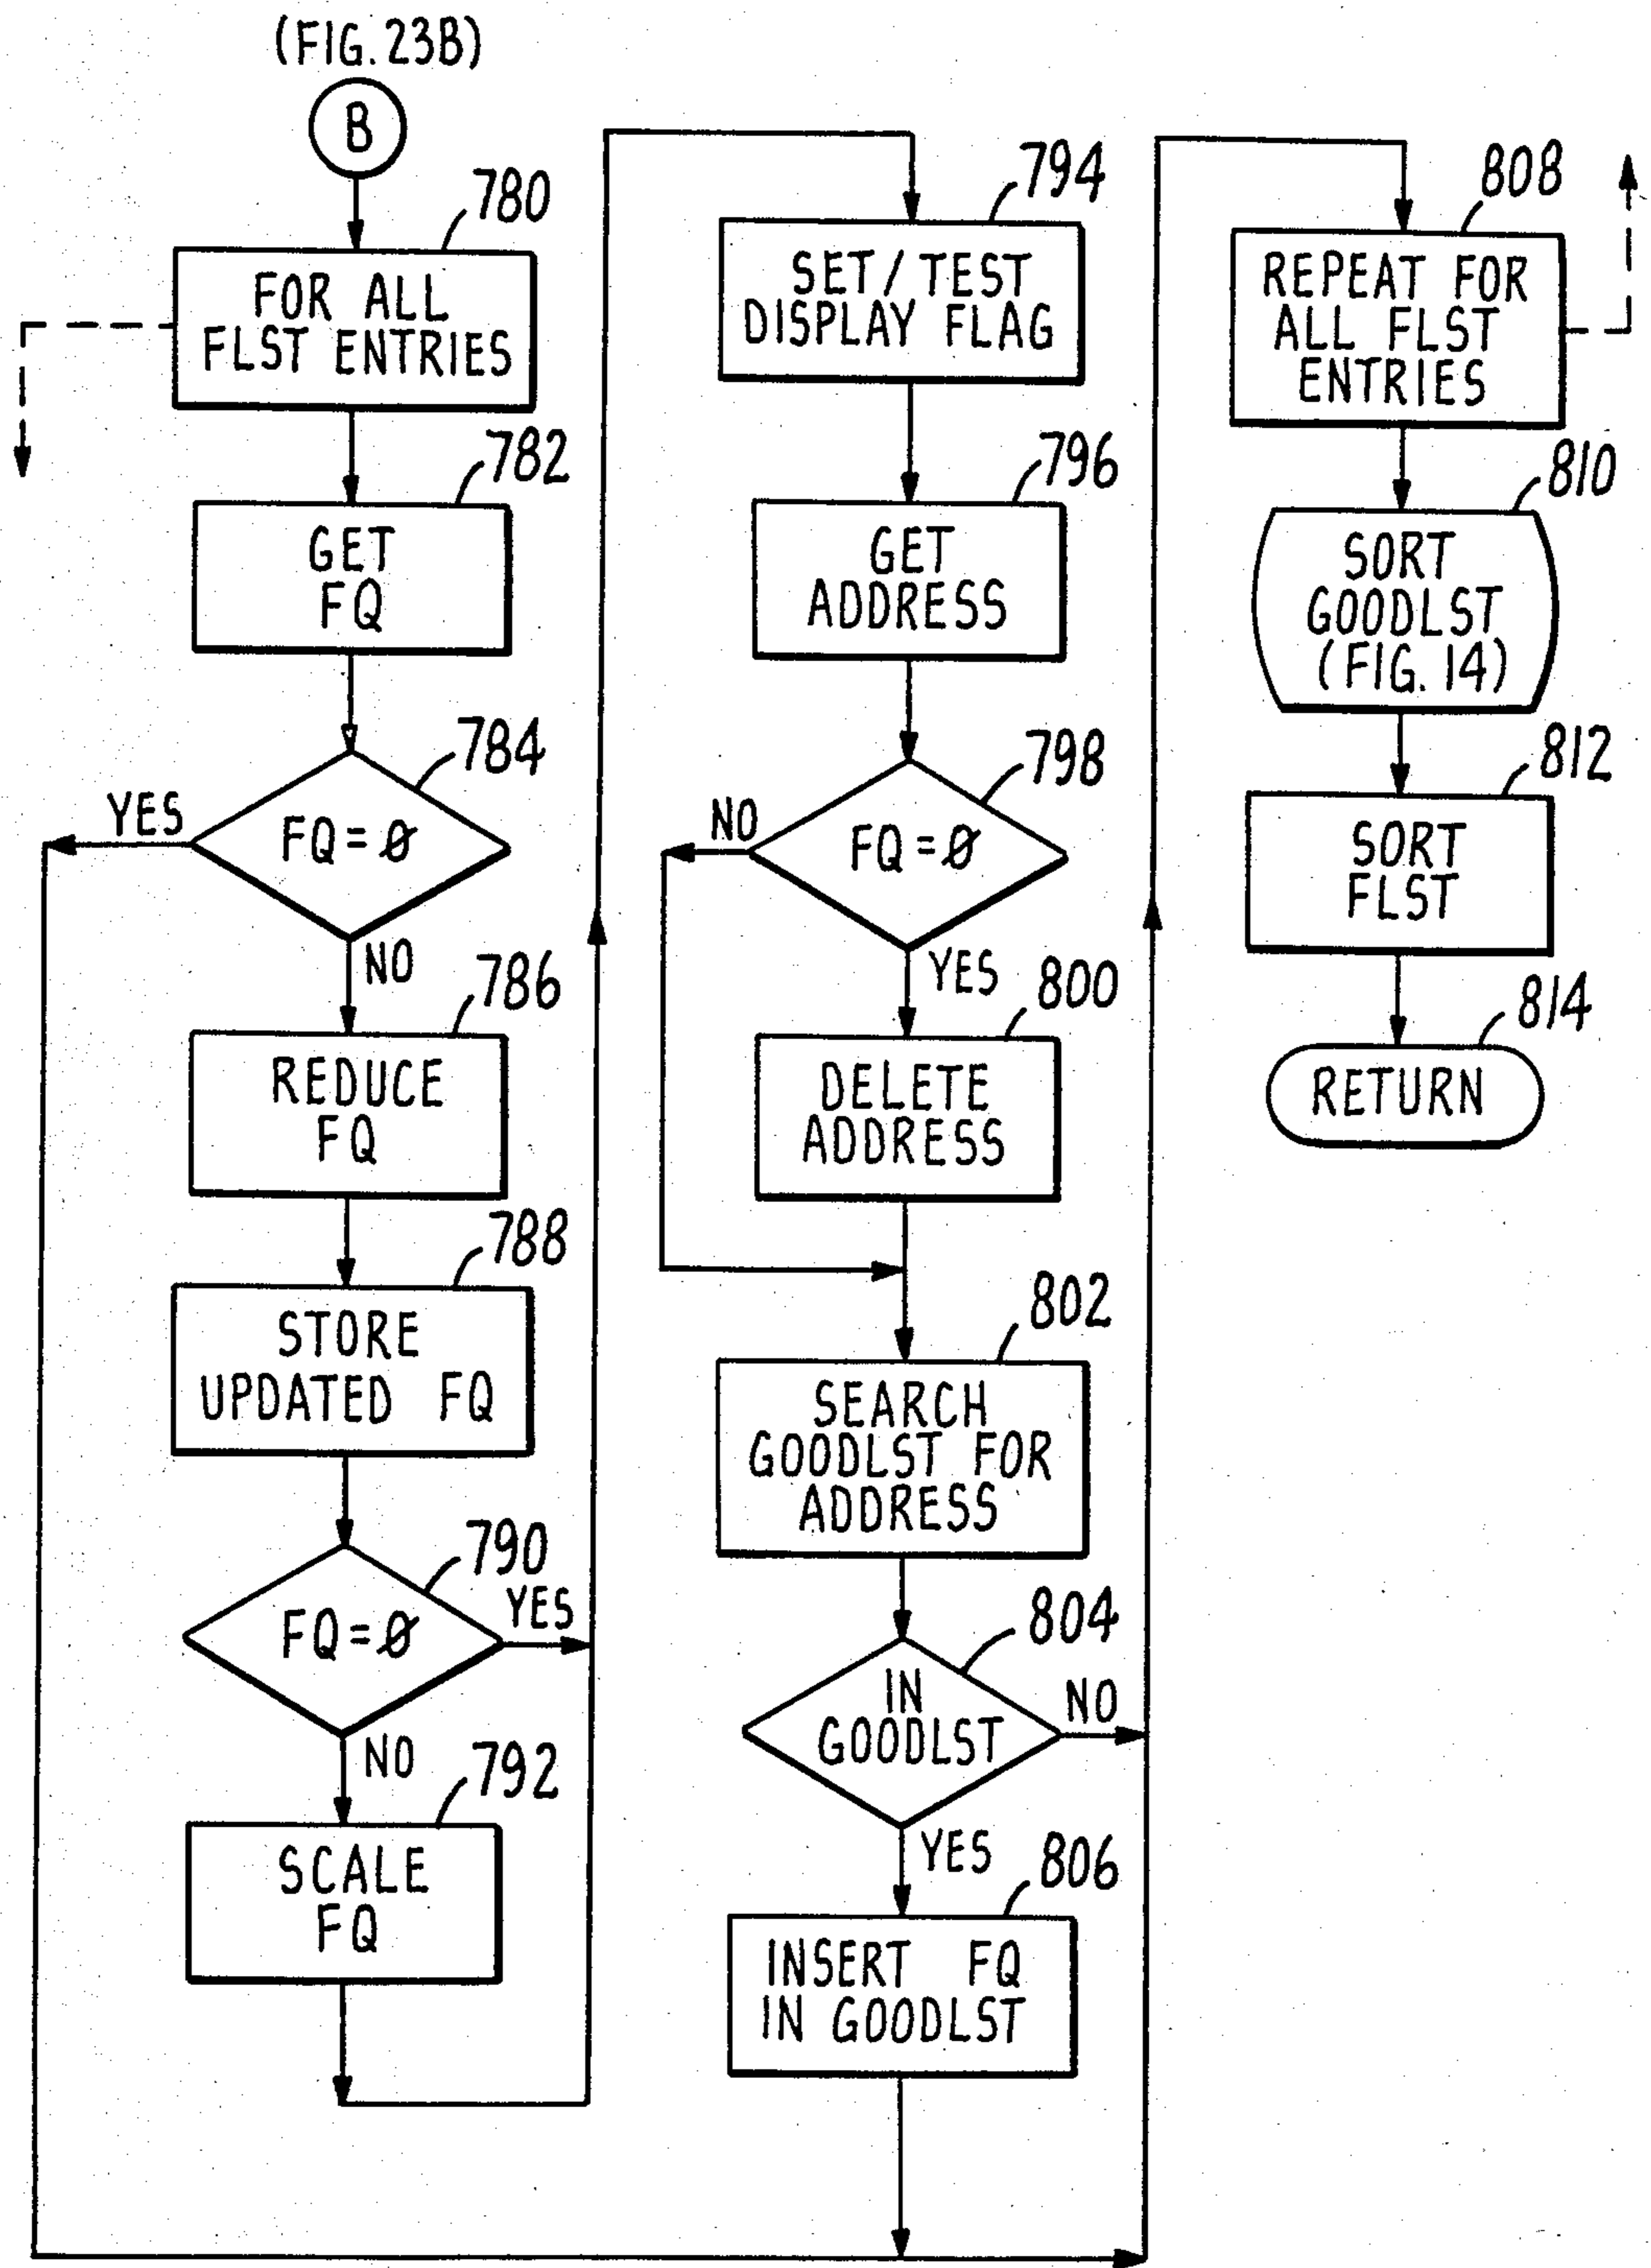 (FIG. 23B)
B
780
FOR ALL
FLST ENTRIES
782
GET
FQ
784
YES
FQ = Ø
NO
786
REDUCE
FQ
788
STORE
UPDATED FQ
790
FQ = Ø
YES
NO
792
SCALE
FQ
794
SET / TEST
DISPLAY FLAG
796
GET
ADDRESS
798
NO
FQ = Ø
YES
800
DELETE
ADDRESS
802
SEARCH
GOODLST FOR
ADDRESS
804
IN
GOODLST
NO
YES
806
INSERT FQ
IN GOODLST
808
REPEAT FOR
ALL FLST
ENTRIES
810
SORT
GOODLST
(FIG. 14)
812
SORT
FLST
814
RETURN